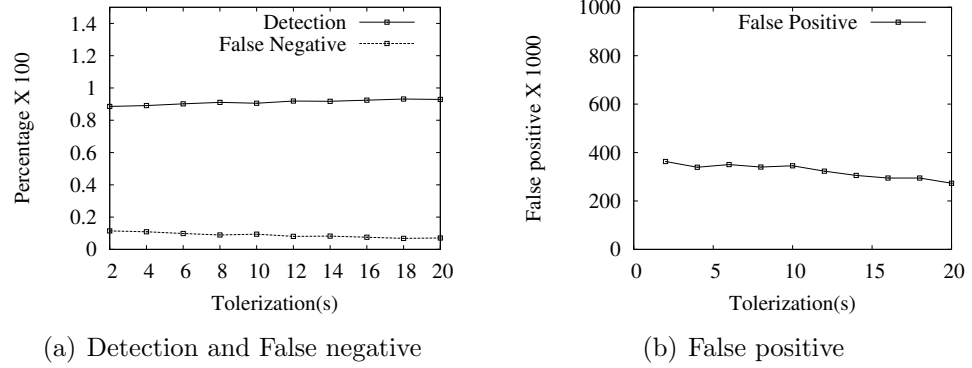 1.4
1.2
1
0.8
0.6
0.4
0.2
0
2 4 6 8 10 12 14 16 18 20
Percentage X 100
Tolerization(s)
Detection
False Negative
(a) Detection and False negative
1000
800
600
400
200
0
0 5 10 15 20
False positive X 1000
Tolerization(s)
False Positive
(b) False positive